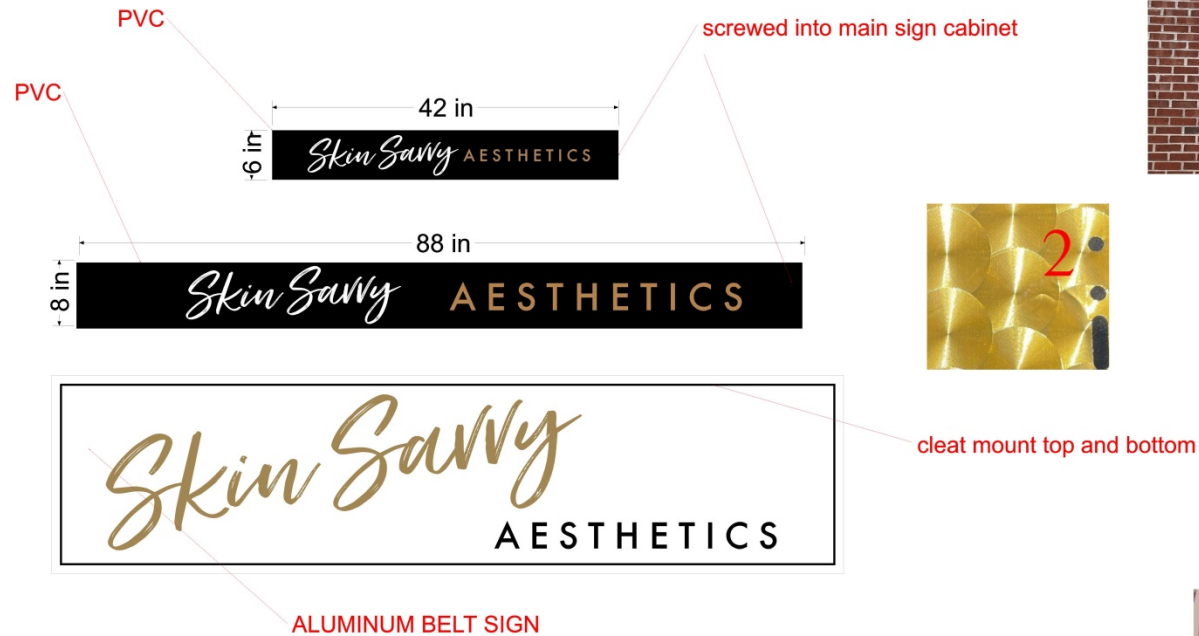 PVC
screwed into main sign cabinet
PVC
42 in
6 in
Skin Savvy AESTHETICS
88 in
8 in
Skin Savvy AESTHETICS
2
Skin Savvy
AESTHETICS
cleat mount top and bottom
ALUMINUM BELT SIGN